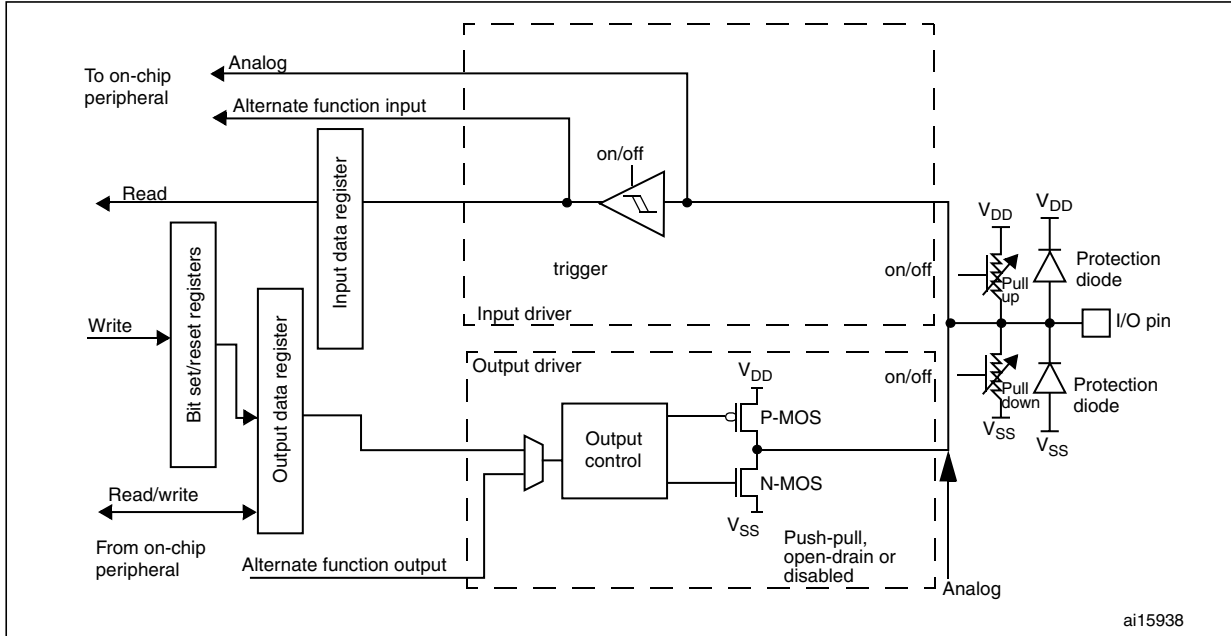 To on-chip
peripheral
Analog
Alternate function input
on/off
Read
Input data register
trigger
Input driver
Write
Bit set/reset registers
Output data register
Read/write
From on-chip
peripheral
Alternate function output
Output driver
Output
control
VDD
P-MOS
N-MOS
VSS
Push-pull,
open-drain or
disabled
Analog
VDD
VDD
on/off
Pull
up
Protection
diode
I/O pin
on/off
Pull
down
Protection
diode
VSS
VSS
ai15938